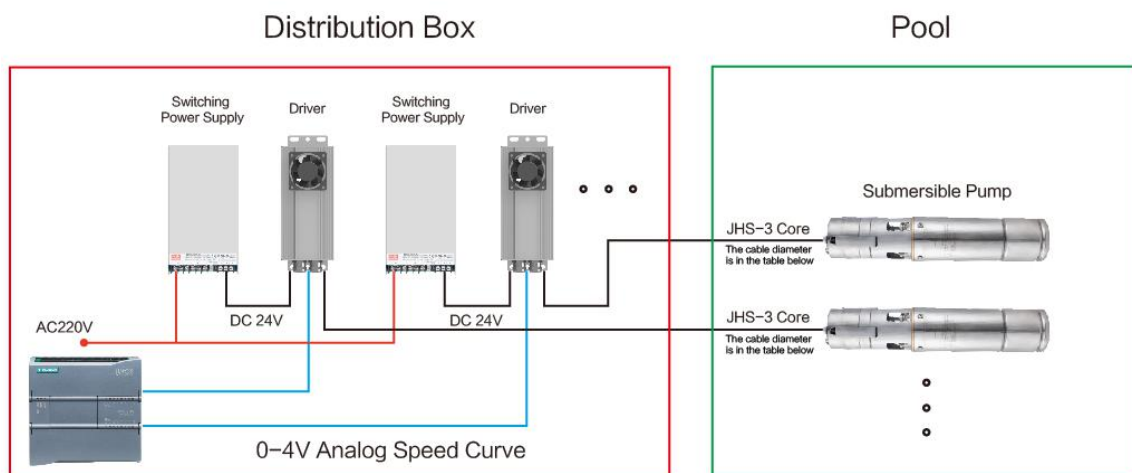 Distribution Box
Pool
Switching
Power Supply
Driver
Switching
Power Supply
Driver
Submersible Pump
JHS-3 Core
The cable diameter
is in the table below
DC 24V
DC 24V
AC220V
JHS-3 Core
The cable diameter
is in the table below
0-4V Analog Speed Curve